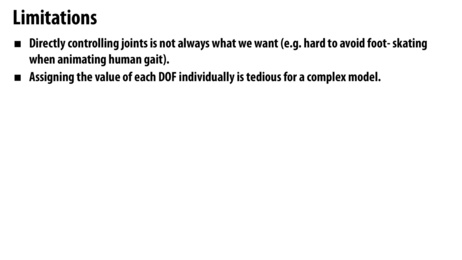 Limitations
■ Directly controlling joints is not always what we want (e.g. hard to avoid foot- skating
when animating human gait).
■ Assigning the value of each DOF individually is tedious for a complex model.